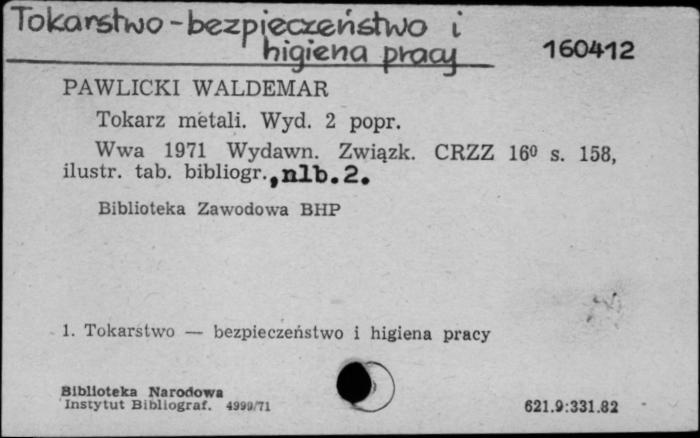 Tokarstwo - bezpieczeństwo i
higiena pracy 160412
PAWLICKI WALDEMAR
Tokarz metali. Wyd. 2 popr.
Wwa 1971 Wydawn. Związk. CRZZ 16⁰ s. 158,
ilustr. tab. bibliogr., nlb. 2.
Biblioteka Zawodowa BHP
1. Tokarstwo — bezpieczeństwo i higiena pracy
Biblioteka Narodowa
Instytut Bibliograf. 4999/71 621.9:331.82